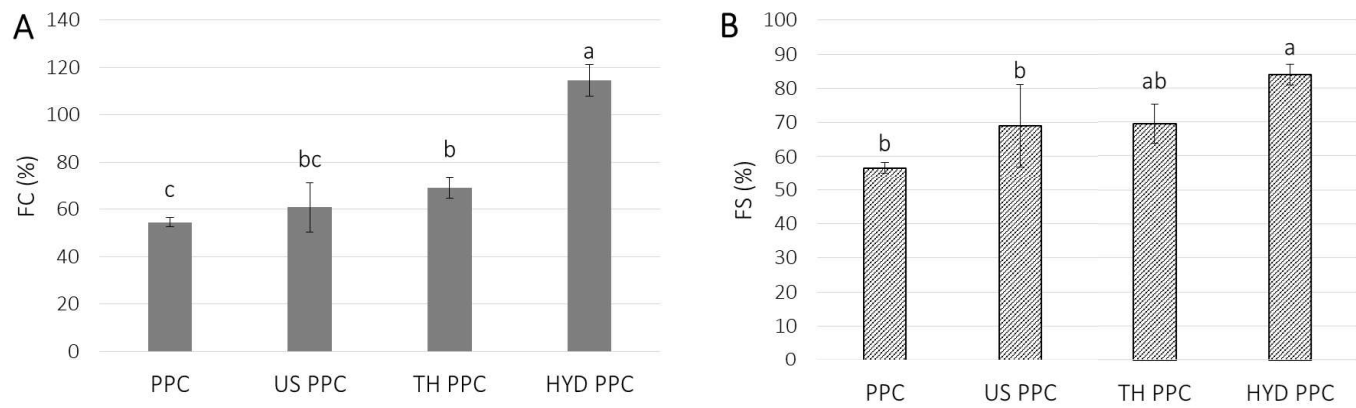 A
FC (%)
140
120
100
80
60
40
20
0
c
bc
b
a
PPC
US PPC
TH PPC
HYD PPC
B
FS (%)
100
90
80
70
60
50
40
30
20
10
0
b
b
ab
a
PPC
US PPC
TH PPC
HYD PPC